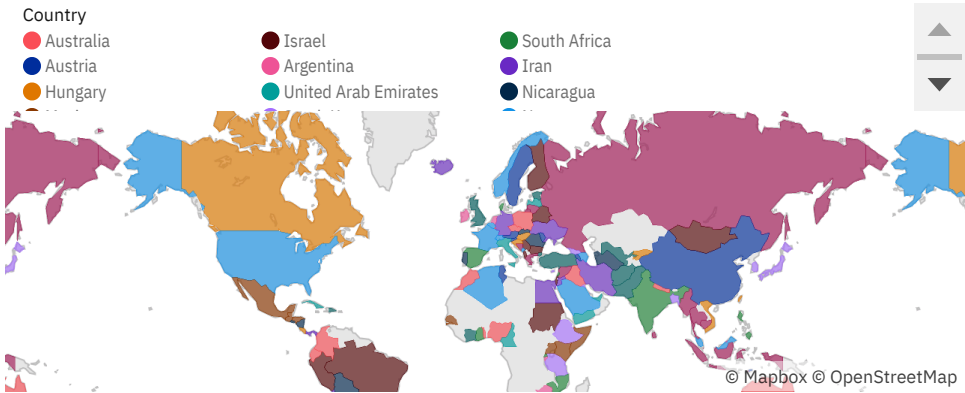 Country
Australia
Israel
South Africa
Austria
Argentina
Iran
Hungary
United Arab Emirates
Nicaragua
© Mapbox © OpenStreetMap